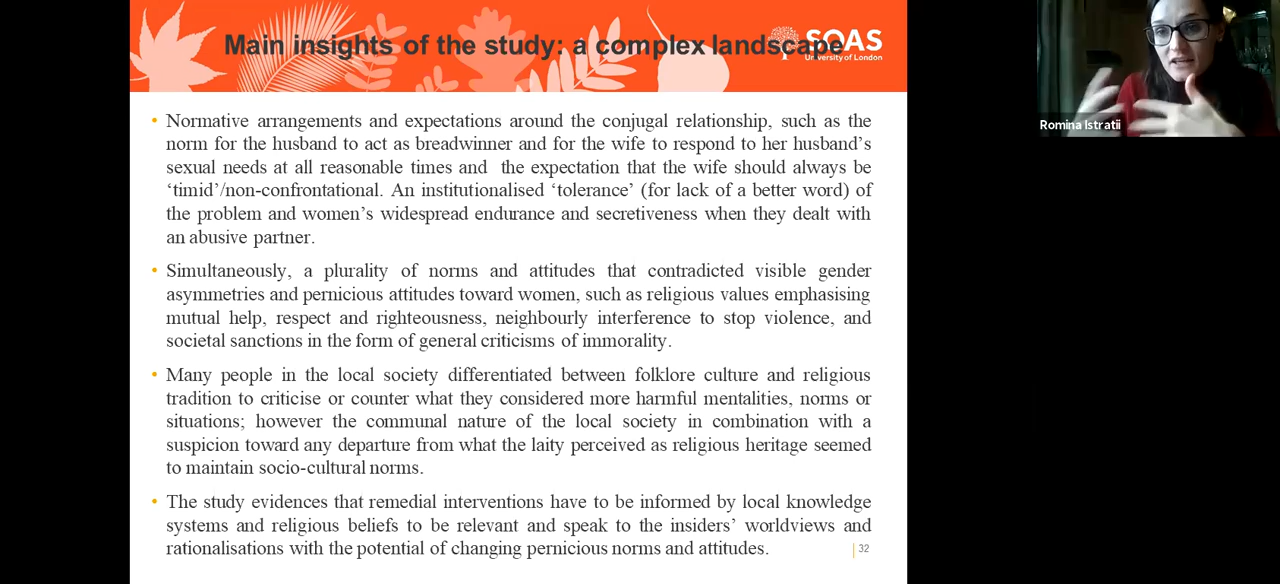 Main insights of the study: a complex landscape
SOAS
University of London
Romina Istratii
• Normative arrangements and expectations around the conjugal relationship, such as the
norm for the husband to act as breadwinner and for the wife to respond to her husband’s
sexual needs at all reasonable times and the expectation that the wife should always be
‘timid’/non-confrontational. An institutionalised ‘tolerance’ (for lack of a better word) of
the problem and women’s widespread endurance and secretiveness when they dealt with
an abusive partner.
• Simultaneously, a plurality of norms and attitudes that contradicted visible gender
asymmetries and pernicious attitudes toward women, such as religious values emphasising
mutual help, respect and righteousness, neighbourly interference to stop violence, and
societal sanctions in the form of general criticisms of immorality.
• Many people in the local society differentiated between folklore culture and religious
tradition to criticise or counter what they considered more harmful mentalities, norms or
situations; however the communal nature of the local society in combination with a
suspicion toward any departure from what the laity perceived as religious heritage seemed
to maintain socio-cultural norms.
• The study evidences that remedial interventions have to be informed by local knowledge
systems and religious beliefs to be relevant and speak to the insiders’ worldviews and
rationalisations with the potential of changing pernicious norms and attitudes.
32